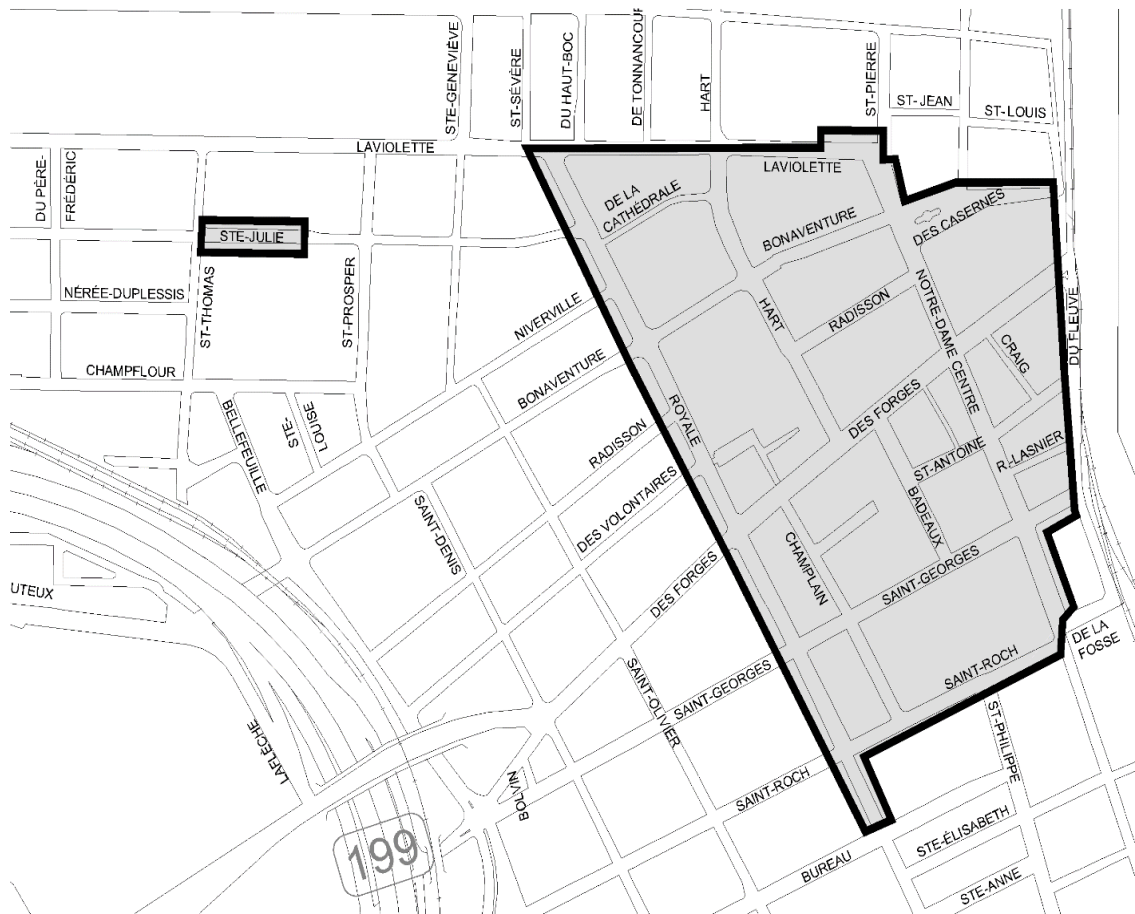 STE-GENEVIÈVE
ST-SÉVÈRE
DU HAUT-BOC
DE TONNANCOUR
HART
ST-PIERRE
ST-JEAN
ST-LOUIS
LAVIOLETTE
LAVIOLETTE
DU PÈRE-
FRÉDÉRIC
DE LA
CATHÉDRALE
BONAVENTURE
DES CASERNES
STE-JULIE
NÉRÉE-DUPLESSIS
ST-THOMAS
ST-PROSPER
NIVERVILLE
HART
RADISSON
NOTRE-DAME CENTRE
DU FLEUVE
CRAIG
CHAMPFLOUR
BONAVENTURE
BELLEFEUILLE
STE-
LOUISE
RADISSON
ROYALE
DES FORGES
ST-ANTOINE
R.-LASNIER
BADEAUX
SAINT-DENIS
DES VOLONTAIRES
CHAMPLAIN
SAINT-GEORGES
UTEUX
DES FORGES
DE LA
FOSSE
SAINT-ROCH
SAINT-OLIVIER
SAINT-GEORGES
LAFLÈCHE
ST-PHILIPPE
BOLVIN
SAINT-ROCH
199
STE-ÉLISABETH
BUREAU
STE-ANNE